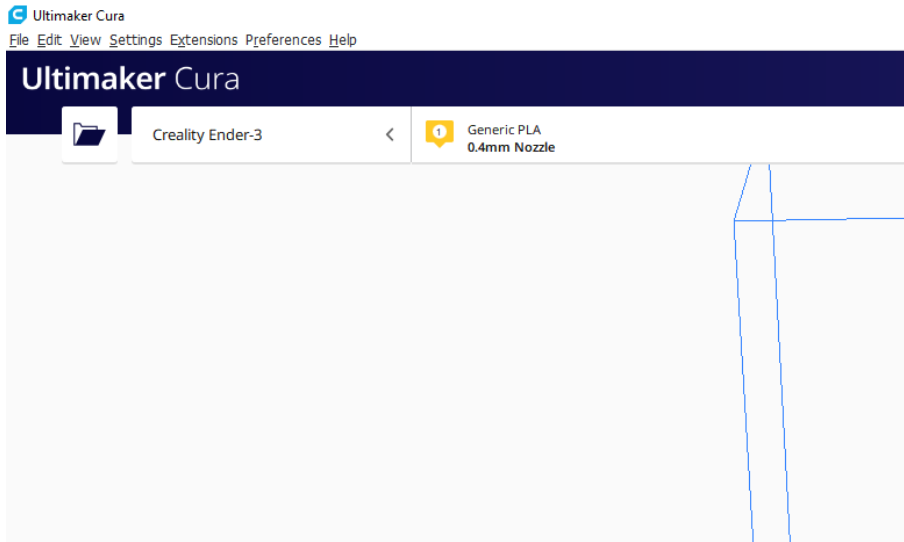 Ultimaker Cura
File Edit View Settings Extensions Preferences Help
Ultimaker Cura
Creality Ender-3
1
Generic PLA
0.4mm Nozzle